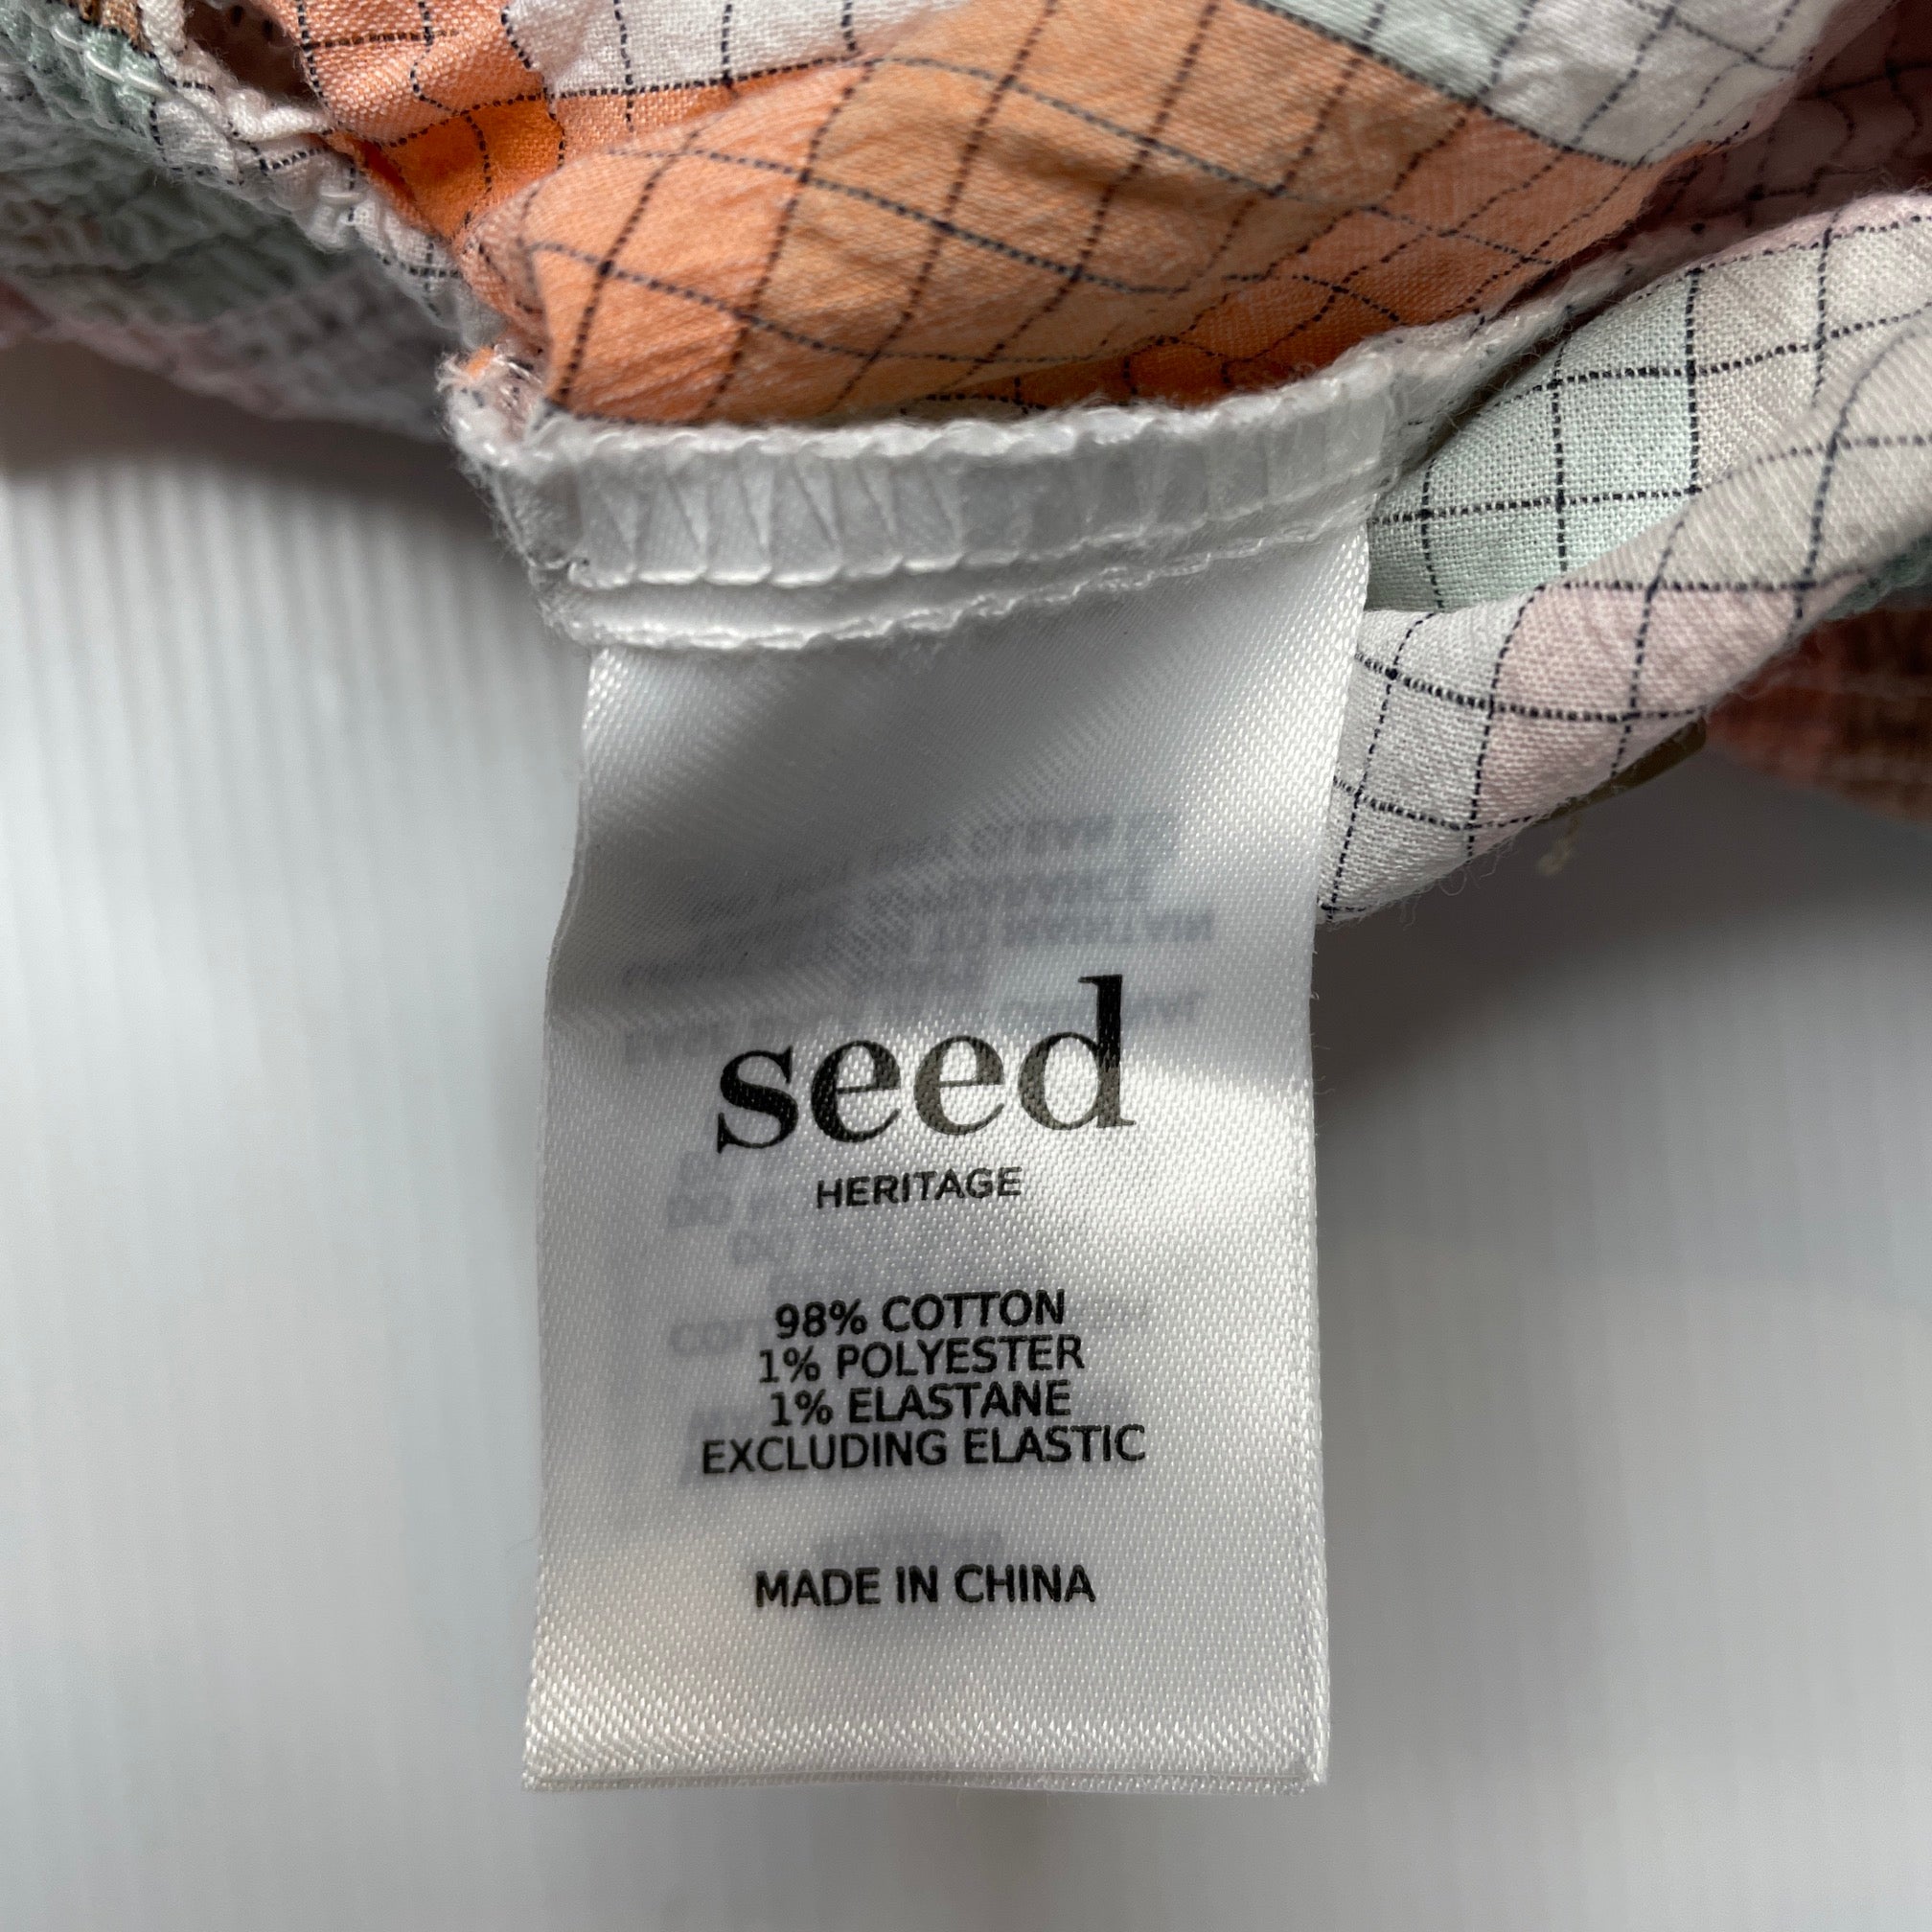 seed
HERITAGE
98% COTTON
1% POLYESTER
1% ELASTANE
EXCLUDING ELASTIC
MADE IN CHINA